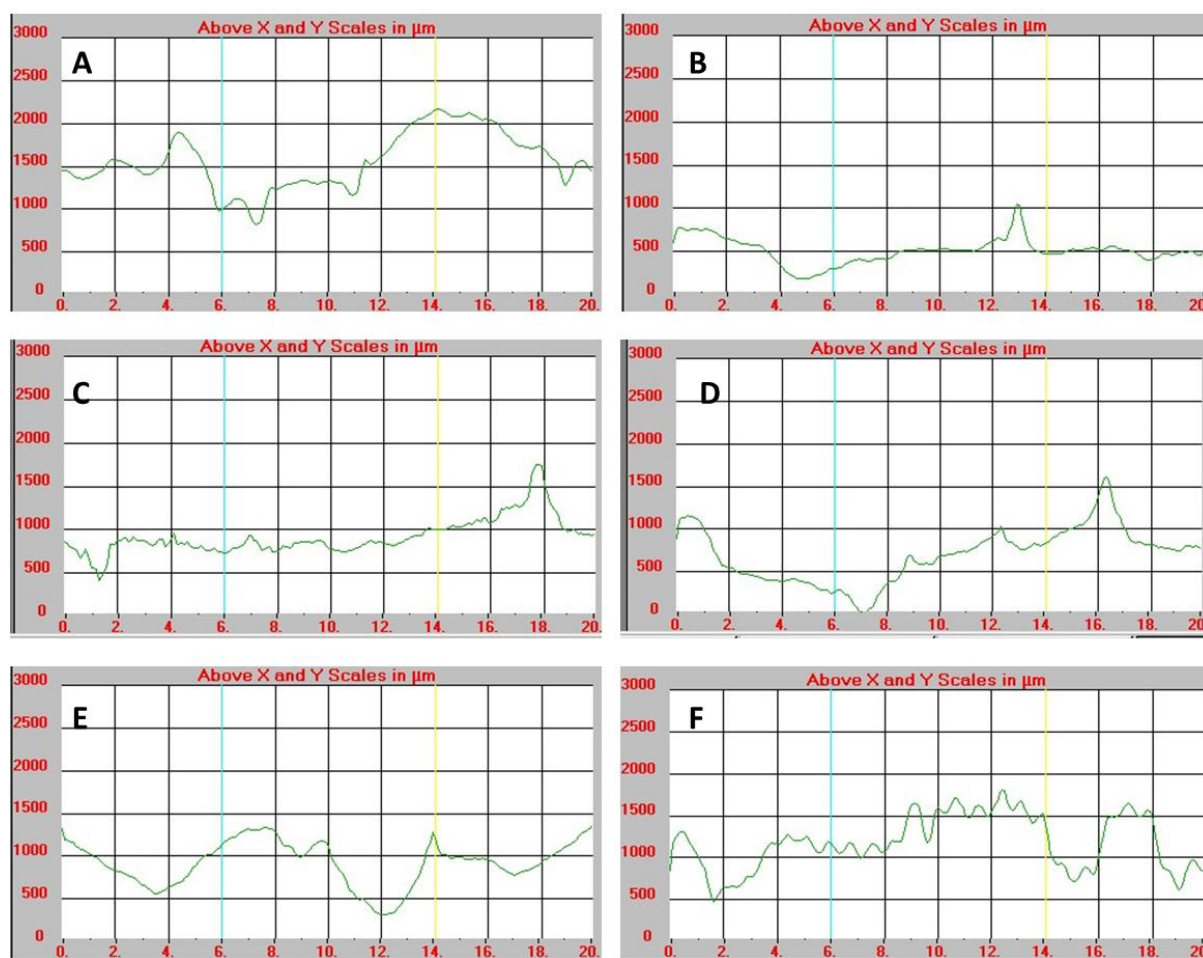 Above X and Y Scales in µm
3000
A
2500
2000
1500
1000
500
0
0. 2. 4. 6. 8. 10. 12. 14. 16. 18. 20.
Above X and Y Scales in µm
3000
B
2500
2000
1500
1000
500
0
0. 2. 4. 6. 8. 10. 12. 14. 16. 18. 20.
Above X and Y Scales in µm
3000
C
2500
2000
1500
1000
500
0
0. 2. 4. 6. 8. 10. 12. 14. 16. 18. 20.
Above X and Y Scales in µm
3000
D
2500
2000
1500
1000
500
0
0. 2. 4. 6. 8. 10. 12. 14. 16. 18. 20
Above X and Y Scales in µm
3000
E
2500
2000
1500
1000
500
0
0. 2. 4. 6. 8. 10. 12. 14. 16. 18. 20.
Above X and Y Scales in µm
3000
F
2500
2000
1500
1000
500
0
0. 2. 4. 6. 8. 10. 12. 14. 16. 18. 20